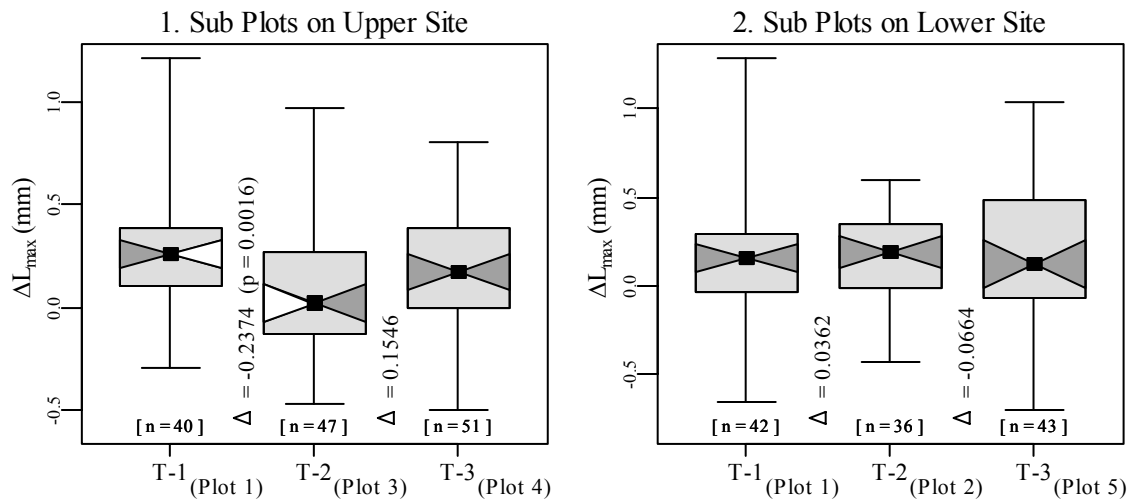 1. Sub Plots on Upper Site
ΔLmax (mm)
1.0
0.5
0.0
-0.5
Δ = -0.2374 (p = 0.0016)
Δ = 0.1546
[ n = 40 ]
[ n = 47 ]
[ n = 51 ]
T-1 (Plot 1)
T-2 (Plot 3)
T-3 (Plot 4)
2. Sub Plots on Lower Site
ΔLmax (mm)
1.0
0.5
0.0
-0.5
Δ = 0.0362
Δ = -0.0664
[ n = 42 ]
[ n = 36 ]
[ n = 43 ]
T-1 (Plot 1)
T-2 (Plot 2)
T-3 (Plot 5)